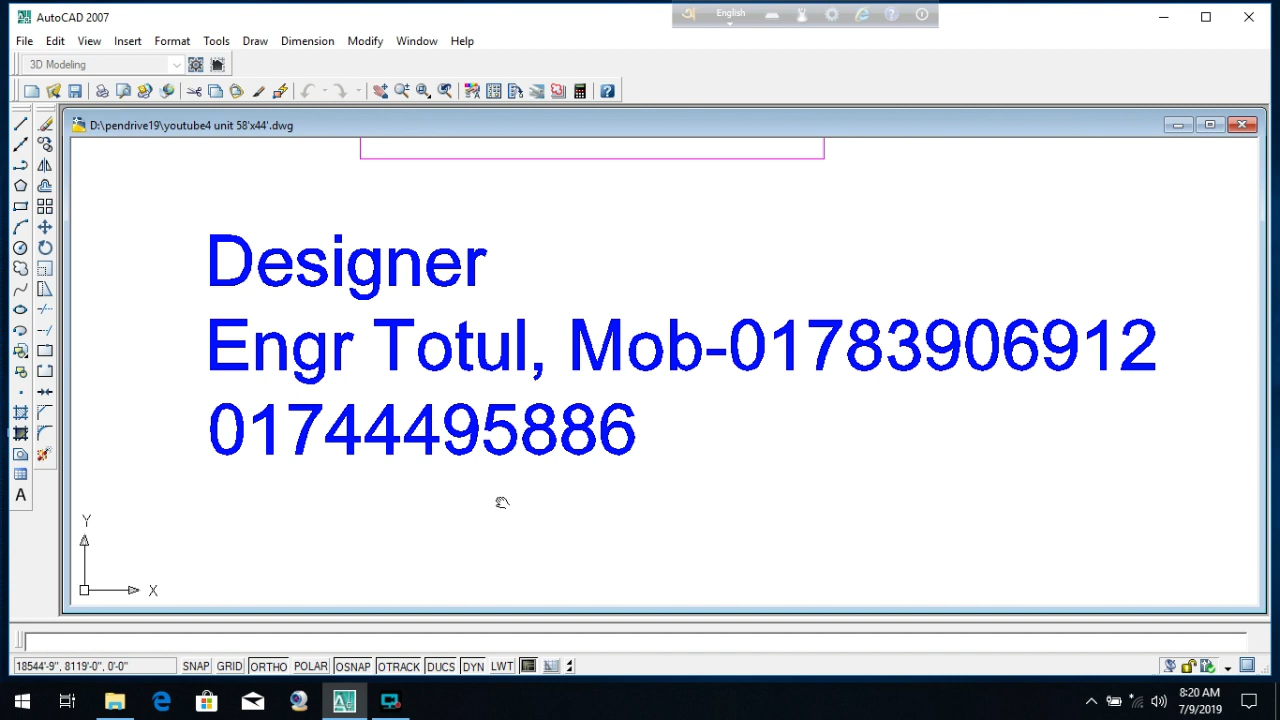 AutoCAD 2007
English
File Edit View Insert Format Tools Draw Dimension Modify Window Help
3D Modeling
D:\pendrive19\youtube4 unit 58'x44'.dwg
Designer
Engr Totul, Mob-01783906912
01744495886
Y
X
18544'-9", 8119'-0", 0'-0" SNAP GRID ORTHO POLAR OSNAP OTRACK DUCS DYN LWT
8:20 AM
7/9/2019